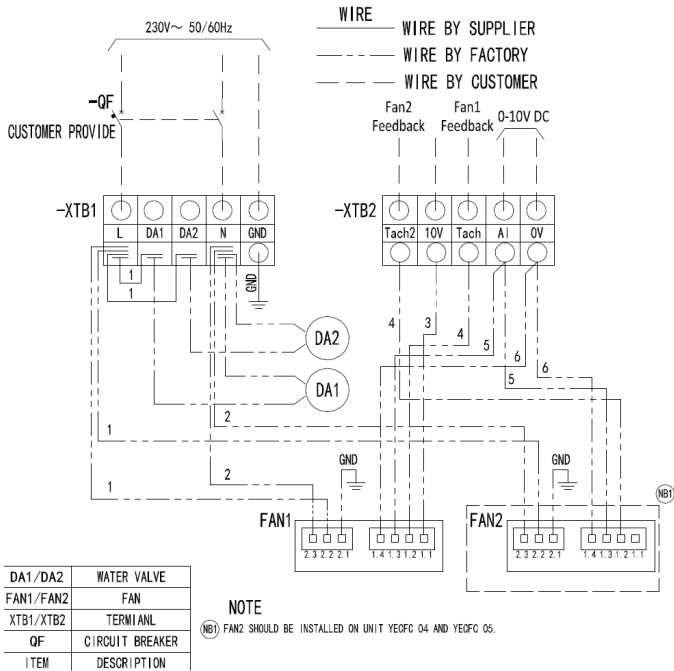 WIRE
230V~ 50/60Hz
WIRE BY SUPPLIER
WIRE BY FACTORY
WIRE BY CUSTOMER
-QF
CUSTOMER PROVIDE
Fan2 Feedback
Fan1 Feedback
0-10V DC
-XTB1
L DA1 DA2 N GND
-XTB2
Tach2 10V Tach AI 0V
1
1
GND
4 3 4 5 6 5 6
DA2
DA1
1 2
1 2
GND
GND
NB1
FAN1
2.3 2.2 2.1 1.4 1.3 1.2 1.1
FAN2
2.3 2.2 2.1 1.4 1.3 1.2 1.1
DA1/DA2 WATER VALVE
FAN1/FAN2 FAN
XTB1/XTB2 TERMIANL
QF CIRCUIT BREAKER
ITEM DESCRIPTION
NOTE
NB1 FAN2 SHOULD BE INSTALLED ON UNIT YECFC 04 AND YECFC 05.